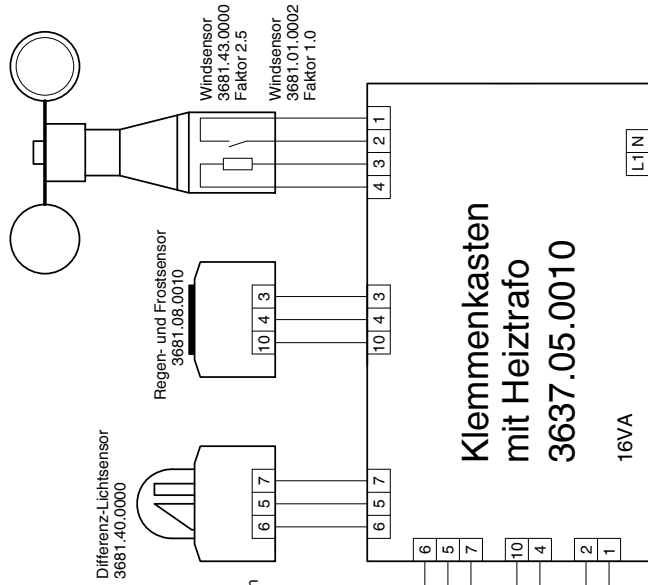 Windsensor
3681.43.0000
Faktor 2.5
Windsensor
3681.01.0002
Faktor 1.0
1
2
3
4
Regen- und Frostsensor
3681.08.0010
10 4 3
10 4 3
Differenz-Lichtsensor
3681.40.0000
6 5 7
6 5 7
Klemmenkasten
mit Heiztrafo
3637.05.0010
16VA
L1 N
6
5
7
10
4
2
1